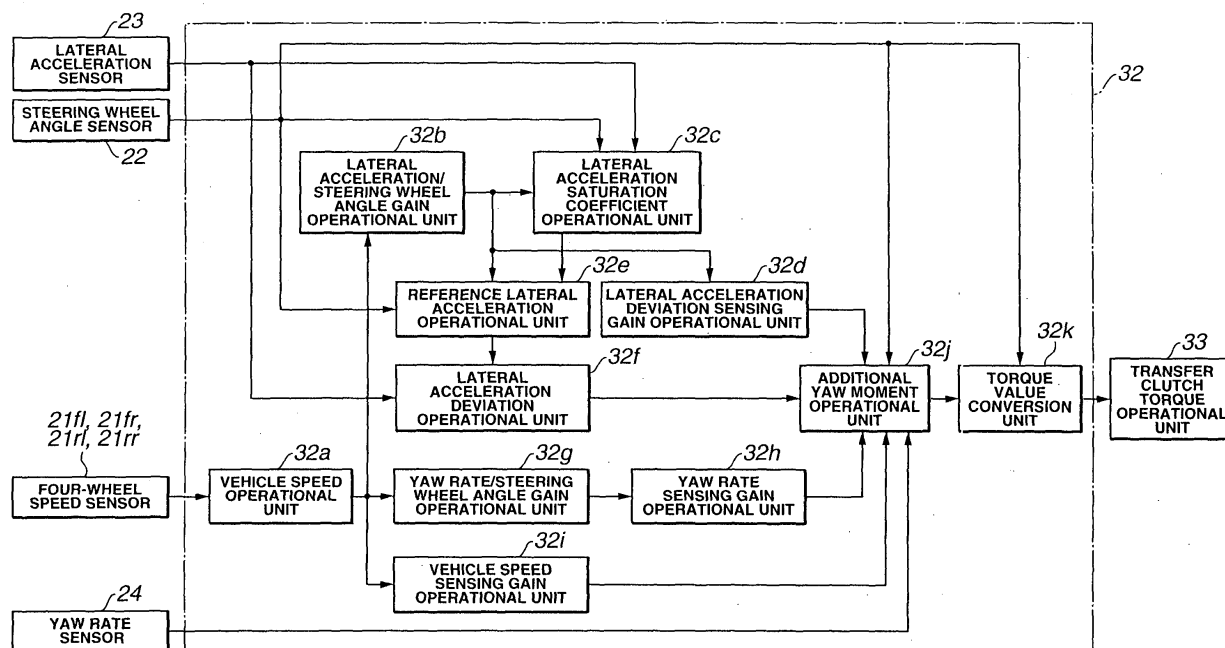 23
LATERAL
ACCELERATION
SENSOR
STEERING WHEEL
ANGLE SENSOR
22
32
32b
LATERAL
ACCELERATION/
STEERING WHEEL
ANGLE GAIN
OPERATIONAL UNIT
32c
LATERAL
ACCELERATION
SATURATION
COEFFICIENT
OPERATIONAL UNIT
32e
REFERENCE LATERAL
ACCELERATION
OPERATIONAL UNIT
32d
LATERAL ACCELERATION
DEVIATION SENSING
GAIN OPERATIONAL UNIT
32f
LATERAL
ACCELERATION
DEVIATION
OPERATIONAL UNIT
32j
ADDITIONAL
YAW MOMENT
OPERATIONAL
UNIT
32k
TORQUE
VALUE
CONVERSION
UNIT
33
TRANSFER
CLUTCH
TORQUE
OPERATIONAL
UNIT
21fl, 21fr,
21rl, 21rr
FOUR-WHEEL
SPEED SENSOR
32a
VEHICLE SPEED
OPERATIONAL
UNIT
32g
YAW RATE/STEERING
WHEEL ANGLE GAIN
OPERATIONAL UNIT
32h
YAW RATE
SENSING GAIN
OPERATIONAL UNIT
32i
VEHICLE SPEED
SENSING GAIN
OPERATIONAL UNIT
24
YAW RATE
SENSOR